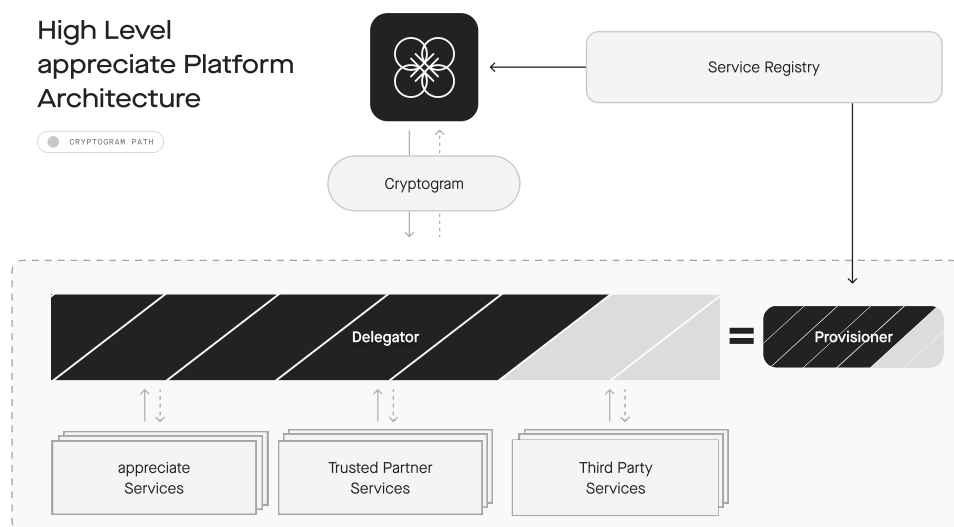 High Level
appreciate Platform
Architecture
CRYPTOGRAM PATH
Service Registry
Cryptogram
Delegator
=
Provisioner
appreciate
Services
Trusted Partner
Services
Third Party
Services